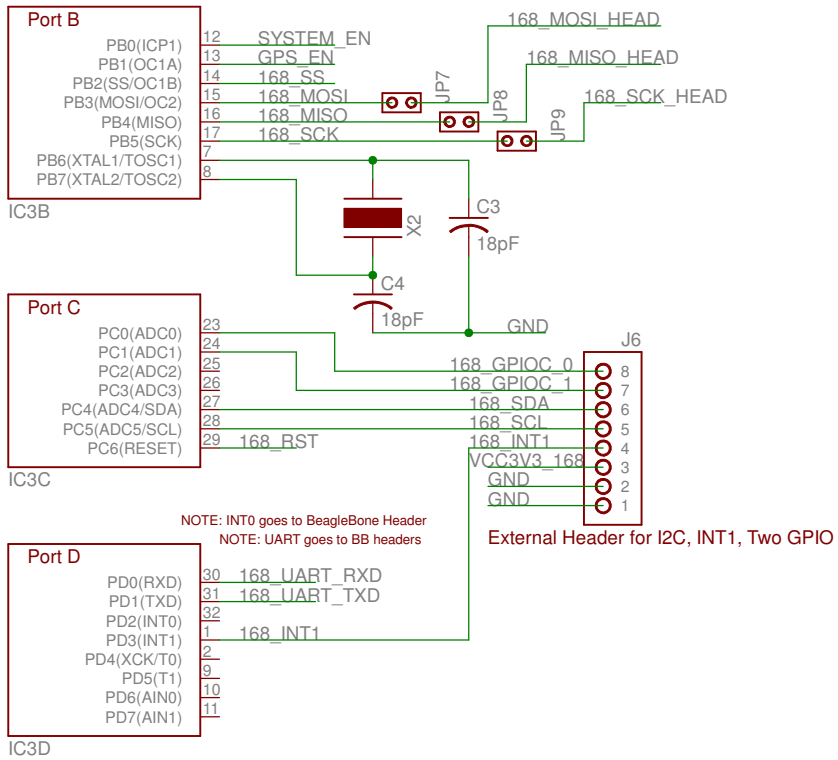 Port B
PB0(ICP1) 12 SYSTEM_EN
PB1(OC1A) 13 GPS_EN
PB2(SS/OC1B) 14 168_SS
PB3(MOSI/OC2) 15 168_MOSI
PB4(MISO) 16 168_MISO
PB5(SCK) 17 168_SCK
PB6(XTAL1/TOSC1) 7
PB7(XTAL2/TOSC2) 8
IC3B
168_MOSI_HEAD
JP7
168_MISO_HEAD
JP8
168_SCK_HEAD
JP9
X2
C3
18pF
C4
18pF
GND
Port C
PC0(ADC0) 23
PC1(ADC1) 24
PC2(ADC2) 25
PC3(ADC3) 26
PC4(ADC4/SDA) 27
PC5(ADC5/SCL) 28
PC6(RESET) 29 168_RST
IC3C
J6
168_GPIOC_0 8
168_GPIOC_1 7
168_SDA 6
168_SCL 5
168_INT1 4
VCC3V3_168 3
GND 2
GND 1
External Header for I2C, INT1, Two GPIO
NOTE: INT0 goes to BeagleBone Header
NOTE: UART goes to BB headers
Port D
PD0(RXD) 30 168_UART_RXD
PD1(TXD) 31 168_UART_TXD
PD2(INT0) 32
PD3(INT1) 1 168_INT1
PD4(XCK/T0) 2
PD5(T1) 9
PD6(AIN0) 10
PD7(AIN1) 11
IC3D